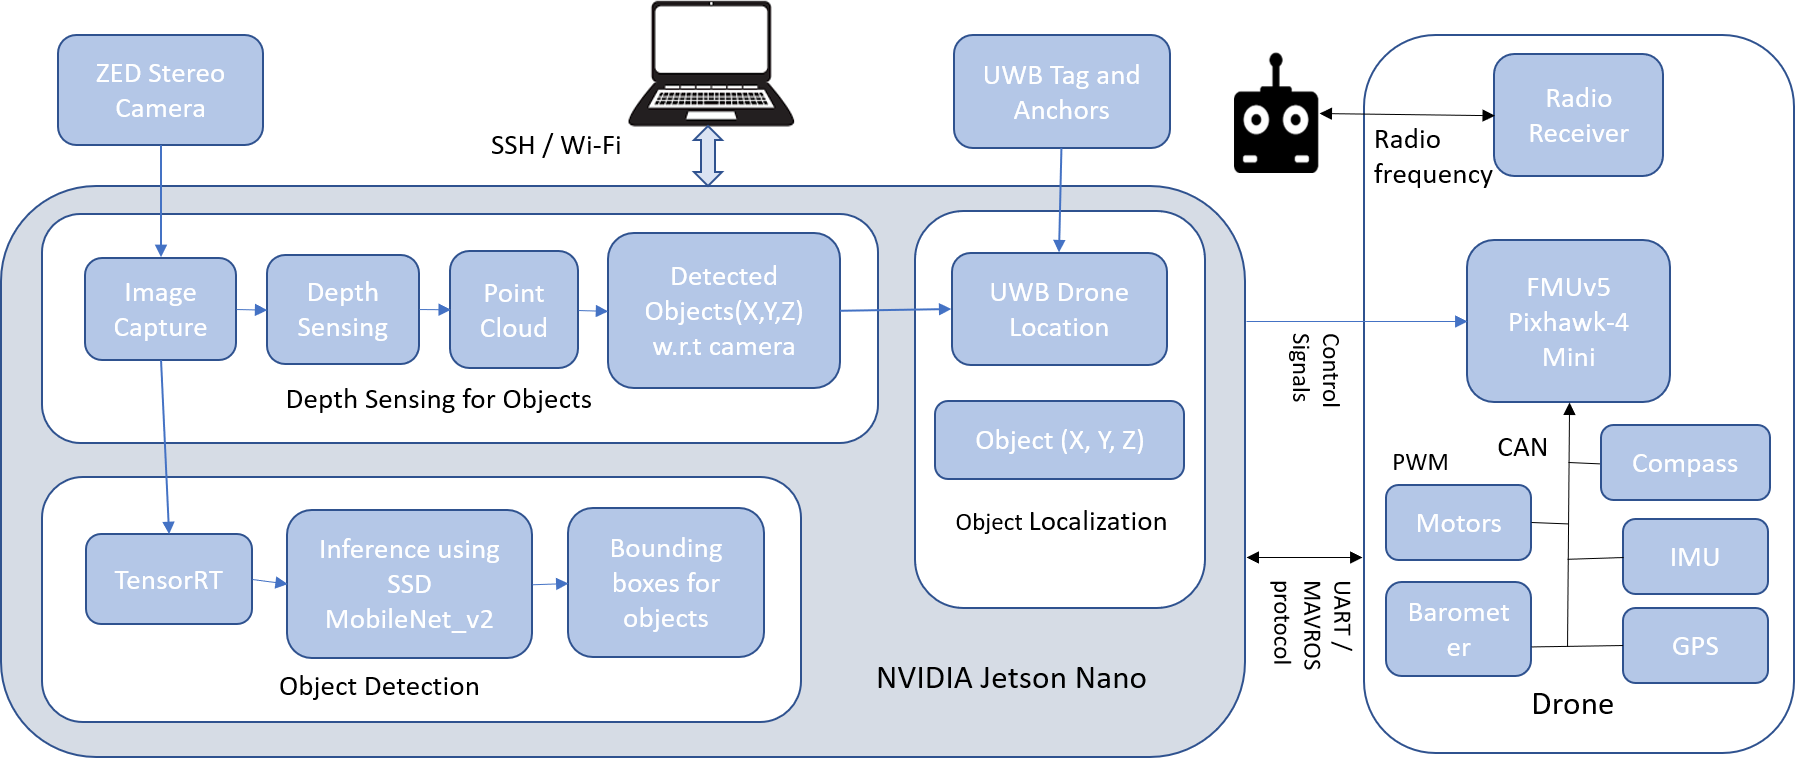 ZED Stereo
Camera
SSH / Wi-Fi
UWB Tag and
Anchors
Radio
frequency
Radio
Receiver
Image
Capture
Depth
Sensing
Point
Cloud
Detected
Objects(X,Y,Z)
w.r.t camera
Depth Sensing for Objects
UWB Drone
Location
Object (X, Y, Z)
Object Localization
TensorRT
Inference using
SSD
MobileNet_v2
Bounding
boxes for
objects
Object Detection
NVIDIA Jetson Nano
Control
Signals
UART /
MAVROS
protocol
FMUv5
Pixhawk-4
Mini
CAN
PWM
Compass
Motors
IMU
Baromet
er
GPS
Drone